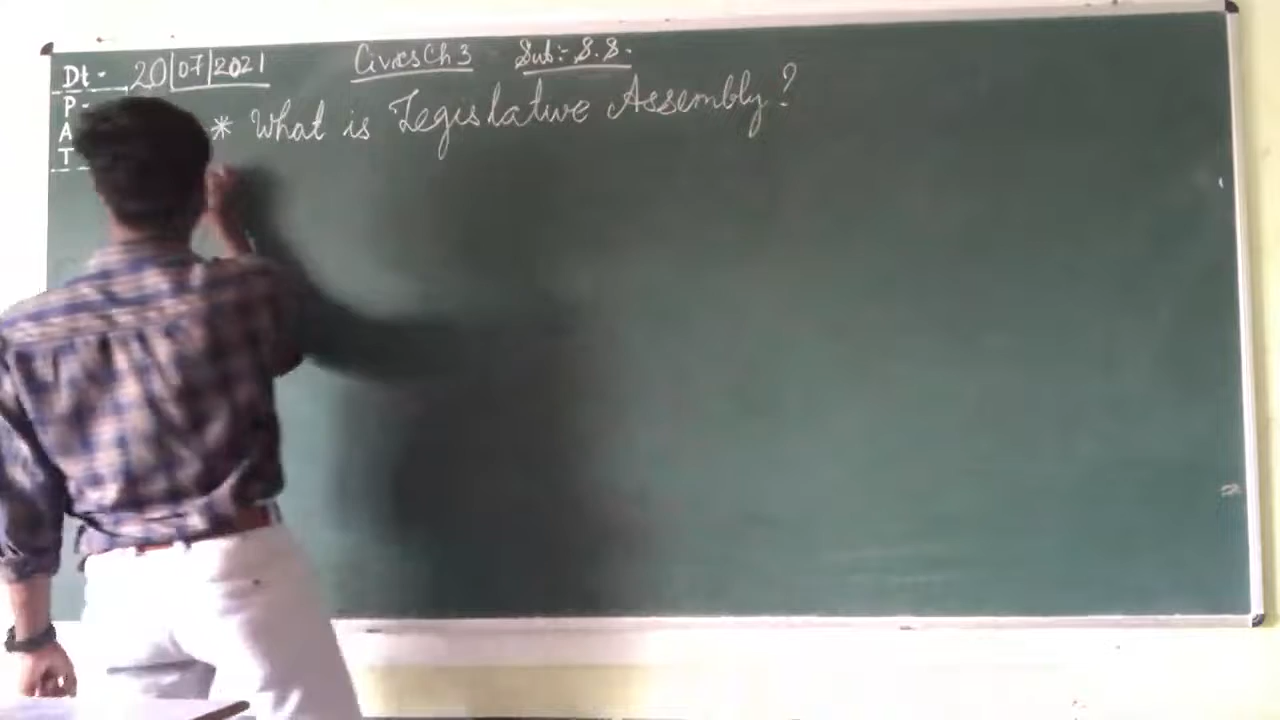 Dt - 20|07|2021 Civics Ch 3 Sub:- S.S.
P -
A
T
* What is Legislative Assembly?